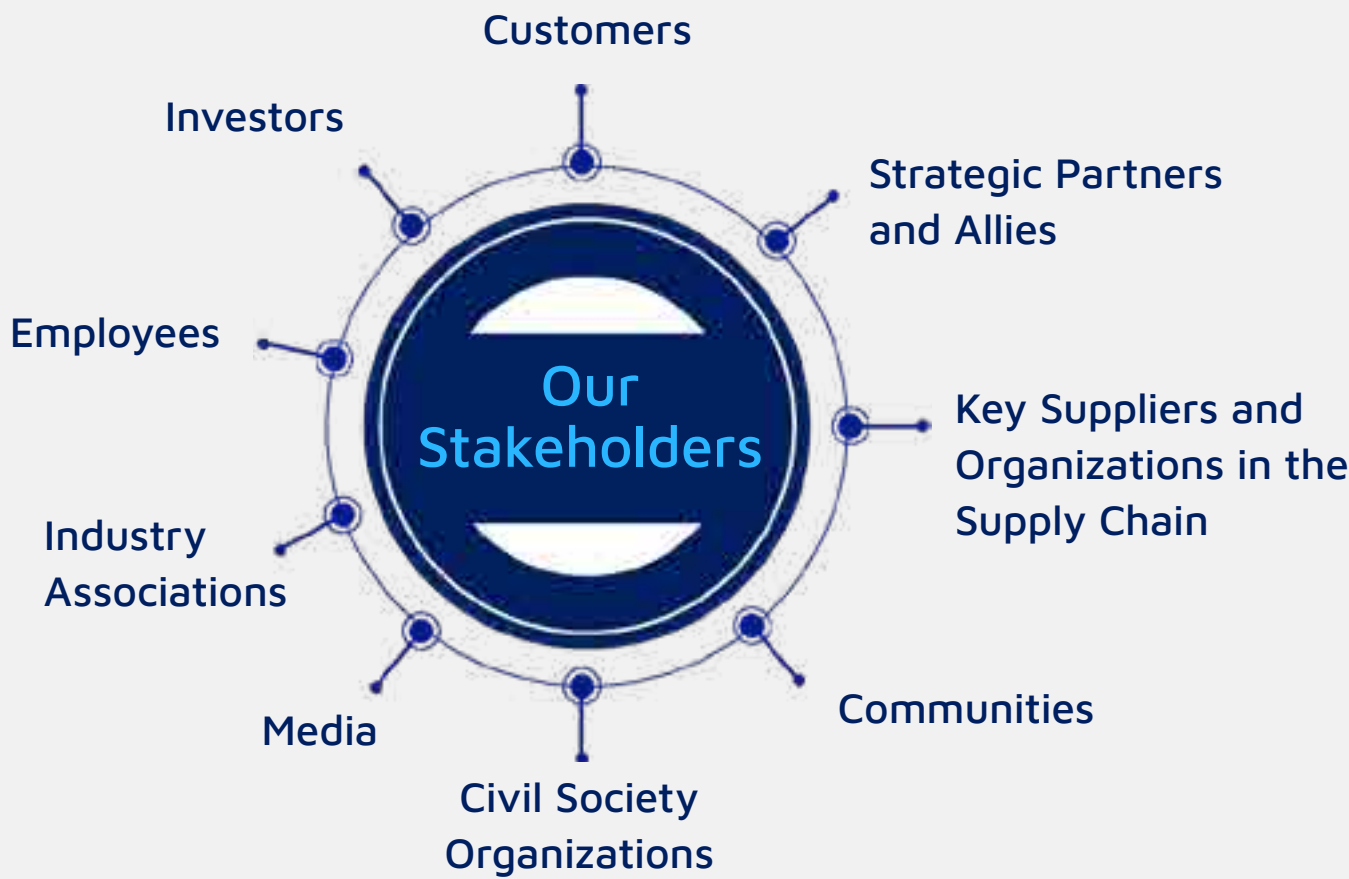 Customers
Investors
Strategic Partners
and Allies
Employees
Our
Stakeholders
Key Suppliers and
Organizations in the
Supply Chain
Industry
Associations
Communities
Media
Civil Society
Organizations